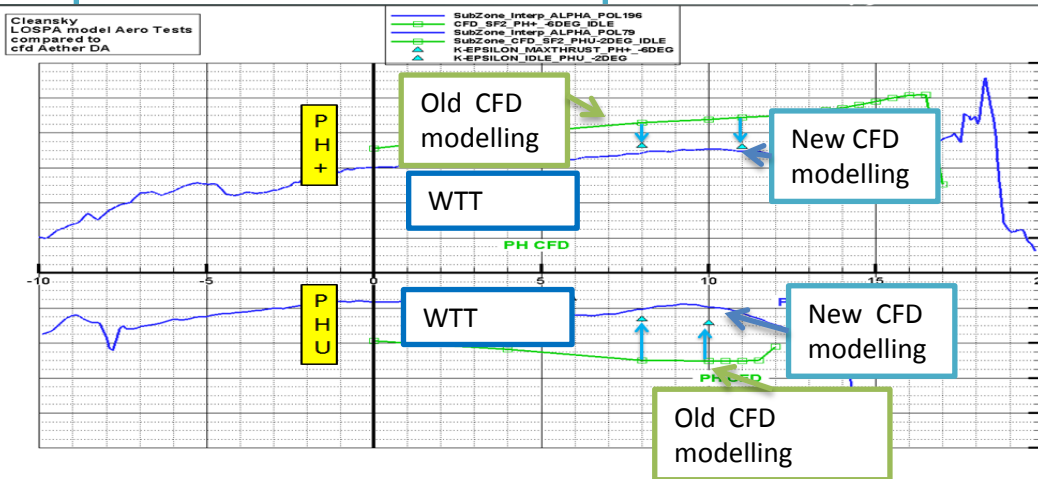 Cleansky
LOSPA model Aero Tests
compared to
cfd Aether DA
SubZone_Interp_ALPHA_POL196
CFD_SF2_PH+_-6DEG_IDLE
SubZone_Interp_ALPHA_POL79
SubZone_CFD_SF2_PHU-2DEG_IDLE
K-EPSILON_MAXTHRUST_PH+_-6DEG
K-EPSILON_IDLE_PHU_-2DEG
P
H
+
Old CFD
modelling
New CFD
modelling
WTT
PH CFD
-10
-5
0
5
10
15
P
H
U
WTT
New CFD
modelling
PH CFD
Old CFD
modelling